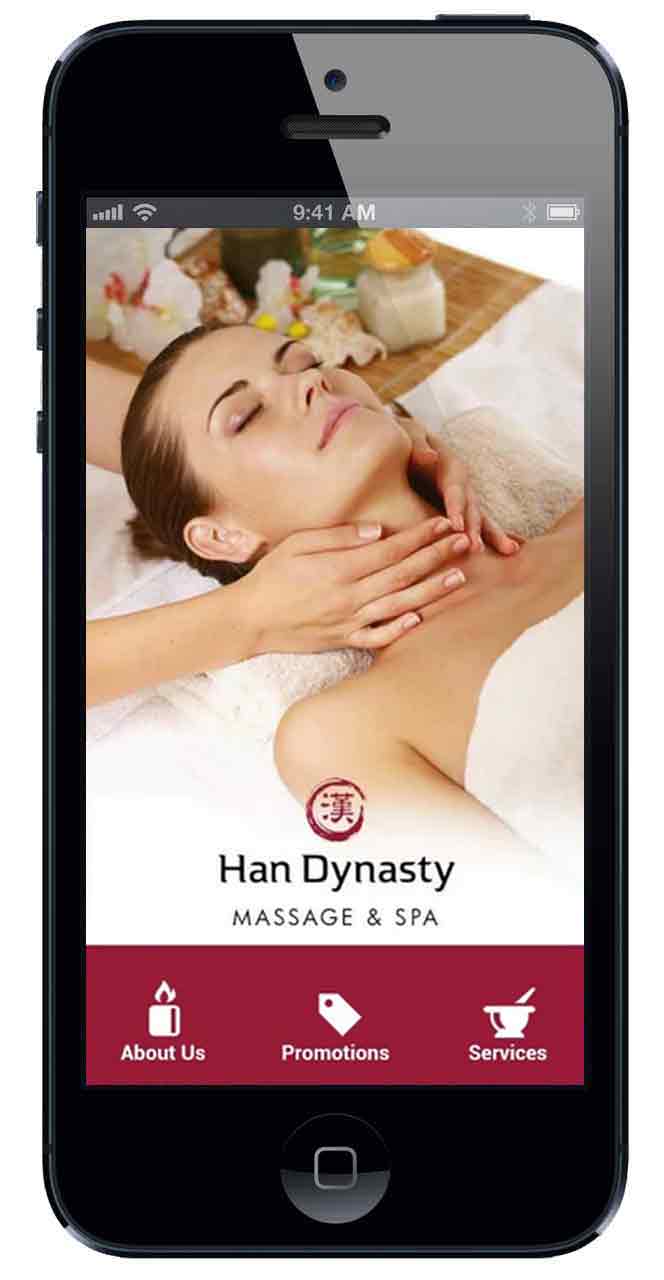 9:41 AM
漢
Han Dynasty
MASSAGE & SPA
About Us
Promotions
Services